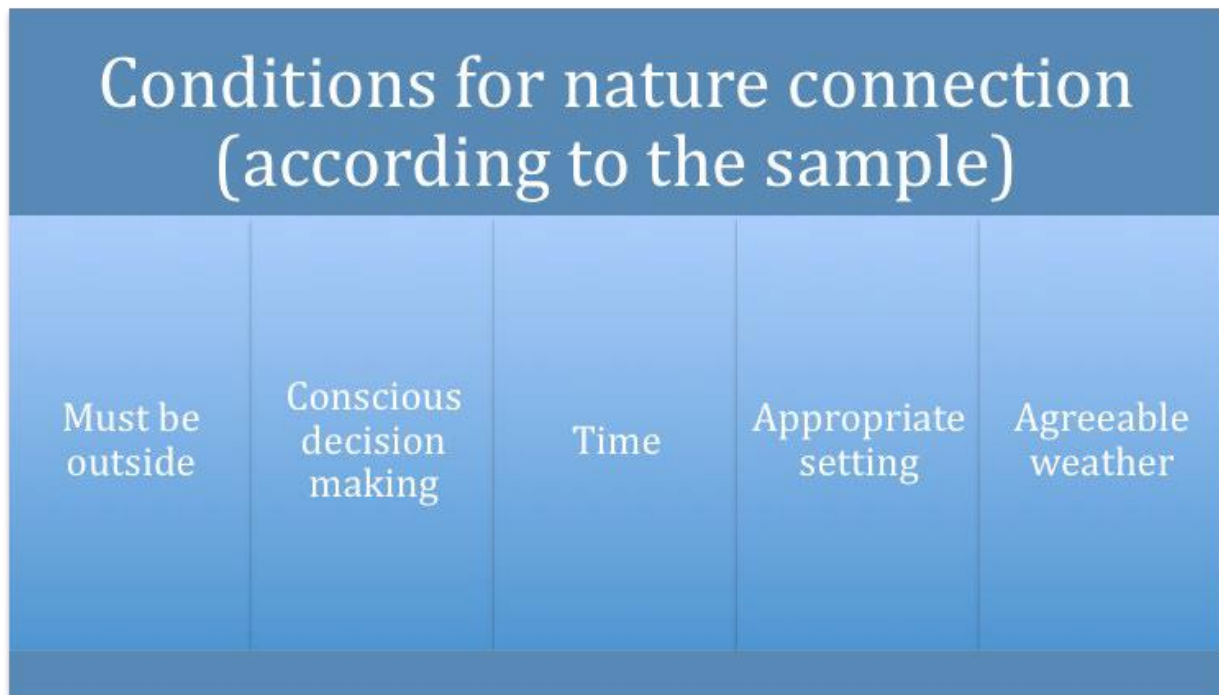 Conditions for nature connection
(according to the sample)
Must be
outside
Conscious
decision
making
Time
Appropriate
setting
Agreeable
weather